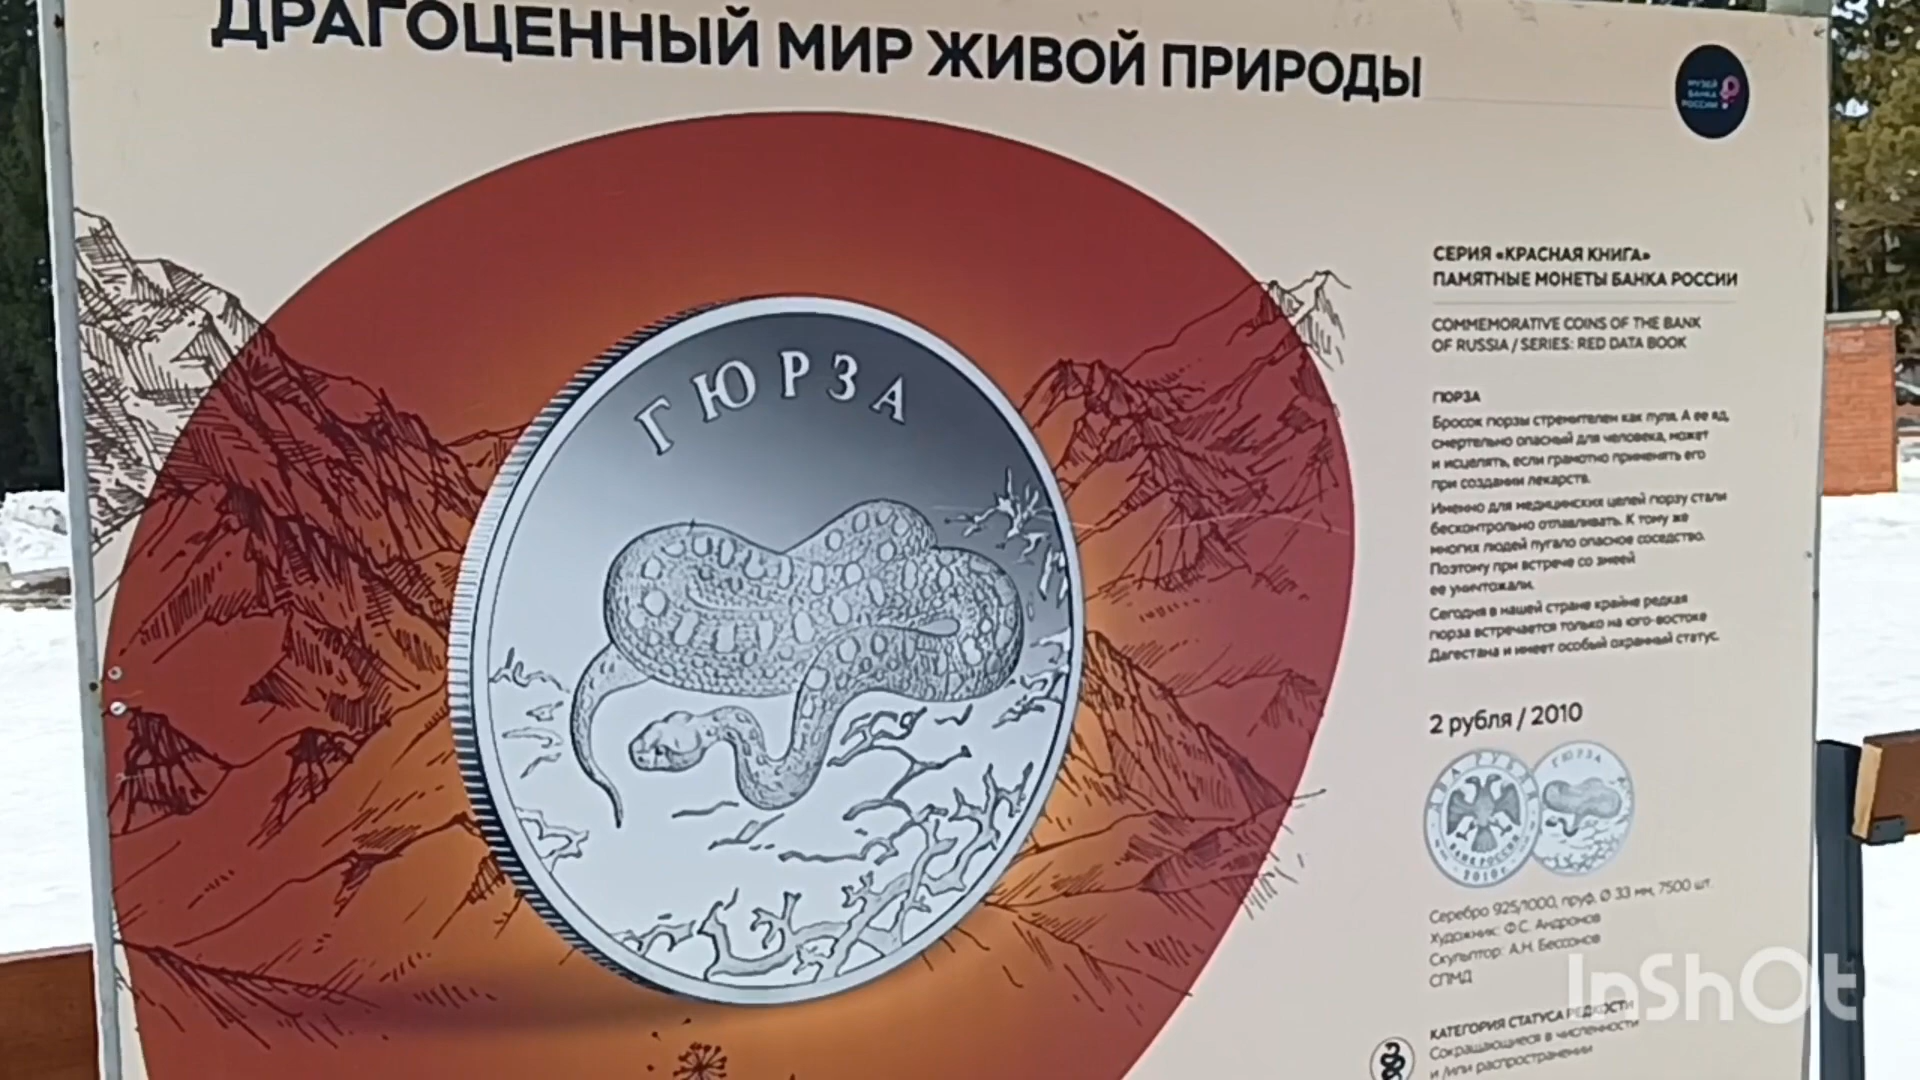 ДРАГОЦЕННЫЙ МИР ЖИВОЙ ПРИРОДЫ
МУЗЕЙ
БАНКА
РОССИИ
ГЮРЗА
СЕРИЯ «КРАСНАЯ КНИГА»
ПАМЯТНЫЕ МОНЕТЫ БАНКА РОССИИ
COMMEMORATIVE COINS OF THE BANK
OF RUSSIA / SERIES: RED DATA BOOK
ГЮРЗА
Бросок гюрзы стремителен как пуля. А ее яд,
смертельно опасный для человека, может
и исцелять, если грамотно применять его
при создании лекарств.
Именно для медицинских целей гюрзу стали
бесконтрольно отлавливать. К тому же
многих людей пугало опасное соседство.
Поэтому при встрече со змеей
ее уничтожали.
Сегодня в нашей стране крайне редкая
гюрза встречается только на юго-востоке
Дагестана и имеет особый охранный статус.
2 рубля / 2010
ДВА РУБЛЯ
БАНК РОССИИ
2010 г.
ГЮРЗА
Серебро 925/1000, пруф, Ø 33 мм, 7500 шт.
Художник: Ф.С. Андронов
Скульптор: А.Н. Бессонов
СПМД
КАТЕГОРИЯ СТАТУСА РЕДКОСТИ
Сокращающиеся в численности
и /или распространении
InShOt